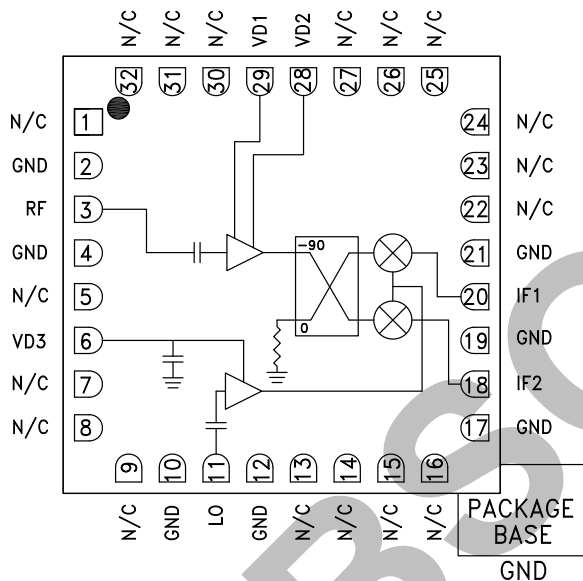 N/C N/C N/C VD1 VD2 N/C N/C N/C
32 31 30 29 28 27 26 25
N/C 1 24 N/C
GND 2 23 N/C
RF 3 22 N/C
GND 4 -90 21 GND
N/C 5 20 IF1
VD3 6 0 19 GND
N/C 7 18 IF2
N/C 8 17 GND
9 10 11 12 13 14 15 16
N/C GND LO GND N/C N/C N/C N/C
PACKAGE
BASE
GND
BSO